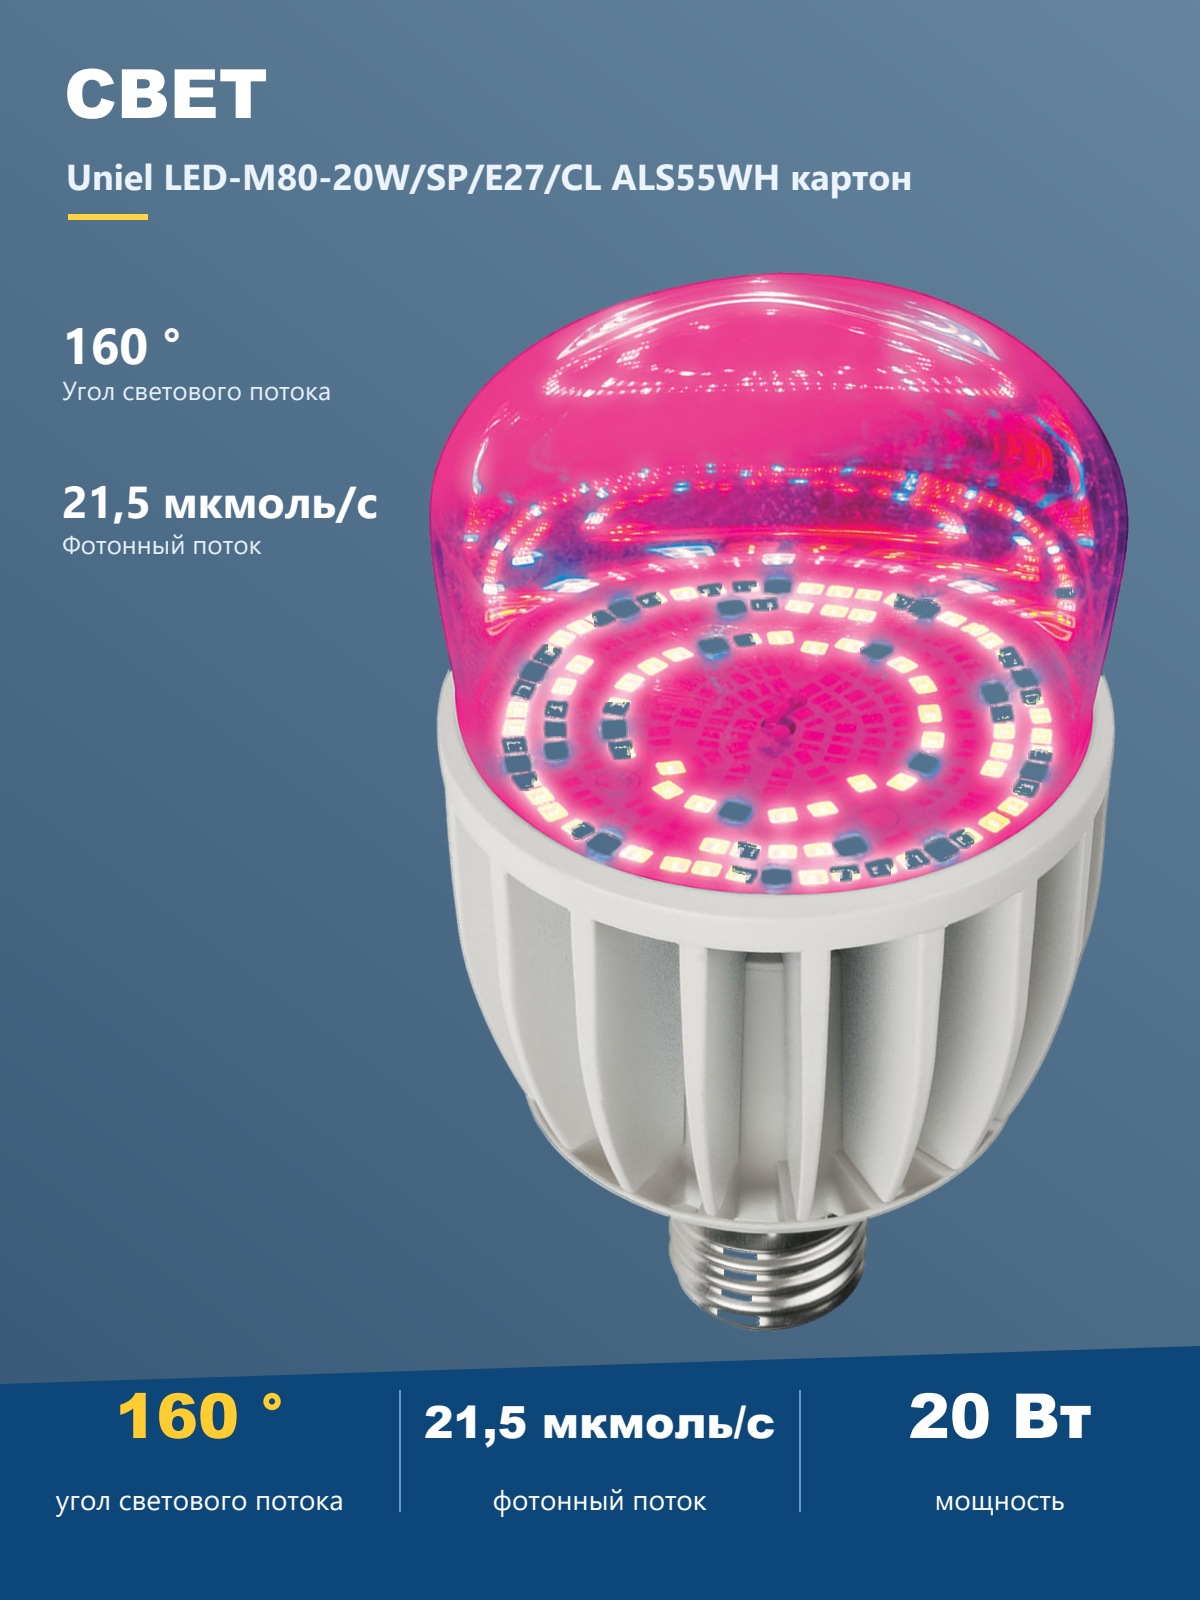 СВЕТ
Uniel LED-M80-20W/SP/E27/CL ALS55WH картон
160 °
Угол светового потока
21,5 мкмоль/с
Фотонный поток
160 °
угол светового потока
21,5 мкмоль/с
фотонный поток
20 Вт
мощность